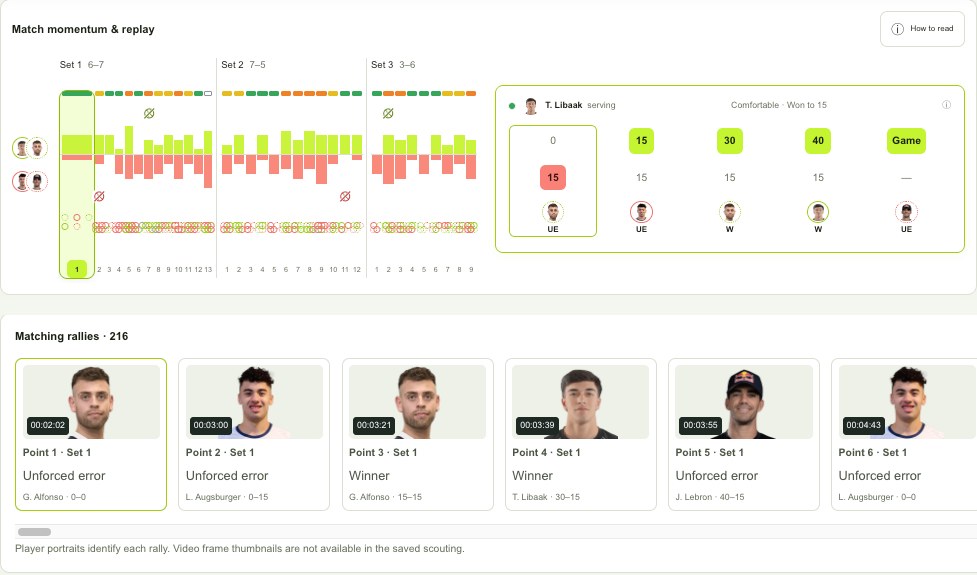 Match momentum & replay
How to read
Set 1 6–7
Set 2 7–5
Set 3 3–6
T. Libaak serving
Comfortable · Won to 15
0
15
30
40
Game
15
15
15
15
—
UE
UE
W
W
UE
1 2 3 4 5 6 7 8 9 10 11 12 13
1 2 3 4 5 6 7 8 9 10 11 12
1 2 3 4 5 6 7 8 9
Matching rallies · 216
00:02:02
Point 1 · Set 1
Unforced error
G. Alfonso · 0–0
00:03:00
Point 2 · Set 1
Unforced error
L. Augsburger · 0–15
00:03:21
Point 3 · Set 1
Winner
G. Alfonso · 15–15
00:03:39
Point 4 · Set 1
Winner
T. Libaak · 30–15
00:03:55
Point 5 · Set 1
Unforced error
J. Lebron · 40–15
00:04:43
Point 6 · Set 1
Unforced error
L. Augsburger · 0–0
Player portraits identify each rally. Video frame thumbnails are not available in the saved scouting.